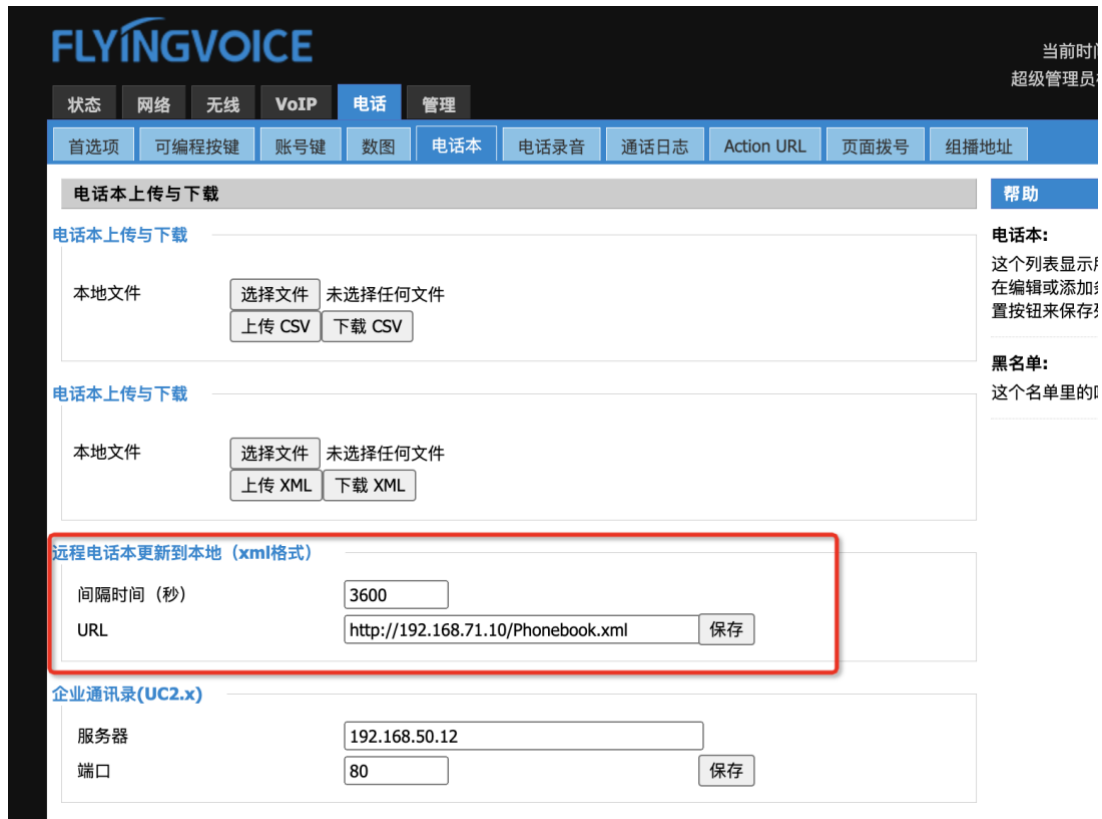 FLYINGVOICE
当前时
超级管理员
状态 网络 无线 VoIP 电话 管理
首选项 可编程按键 账号键 数图 电话本 电话录音 通话日志 Action URL 页面拨号 组播地址
电话本上传与下载
电话本上传与下载
本地文件 选择文件 未选择任何文件
上传 CSV 下载 CSV
电话本上传与下载
本地文件 选择文件 未选择任何文件
上传 XML 下载 XML
远程电话本更新到本地（xml格式）
间隔时间（秒） 3600
URL http://192.168.71.10/Phonebook.xml 保存
企业通讯录(UC2.x)
服务器 192.168.50.12
端口 80 保存
帮助
电话本:
这个列表显示
在编辑或添加
置按钮来保存
黑名单:
这个名单里的